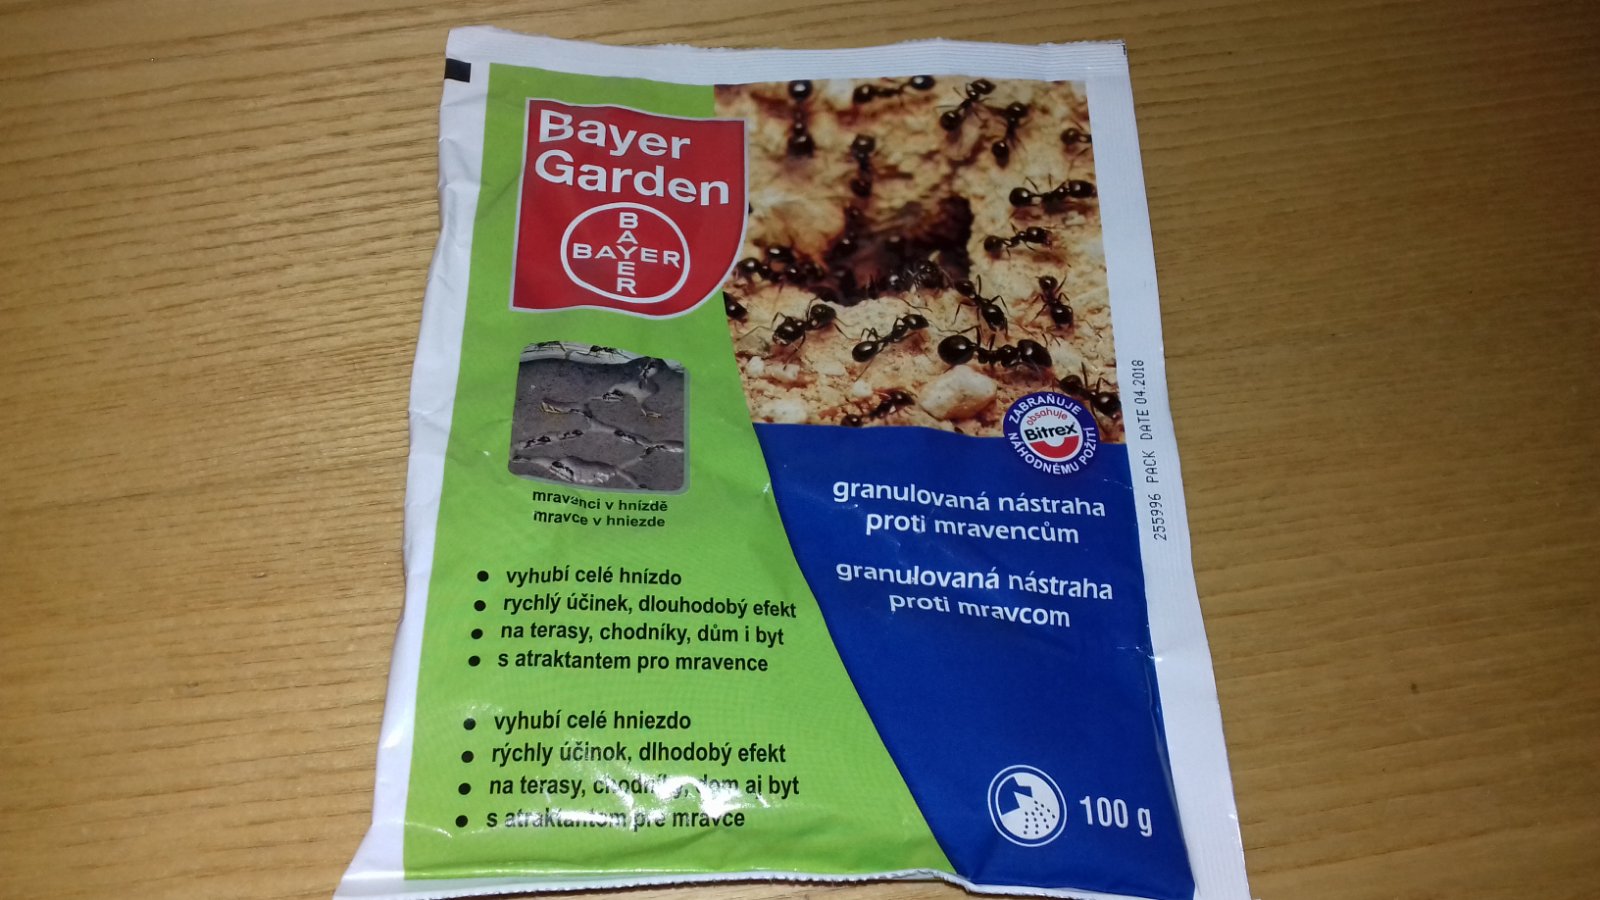 Bayer
Garden
BAYER
BAYER
mravenci v hnízdě
mravce v hniezde
• vyhubí celé hnízdo
• rychlý účinek, dlouhodobý efekt
• na terasy, chodníky, dům i byt
• s atraktantem pro mravence
• vyhubí celé hniezdo
• rýchly účinok, dlhodobý efekt
• na terasy, chodníky, dom aj byt
• s atraktantom pre mravce
ZABRAŇUJE
obsahuje
Bitrex
NÁHODNÉMU POŽITÍ
granulovaná nástraha
proti mravencům
granulovaná nástraha
proti mravcom
100 g
255996 PACK DATE 04.2018